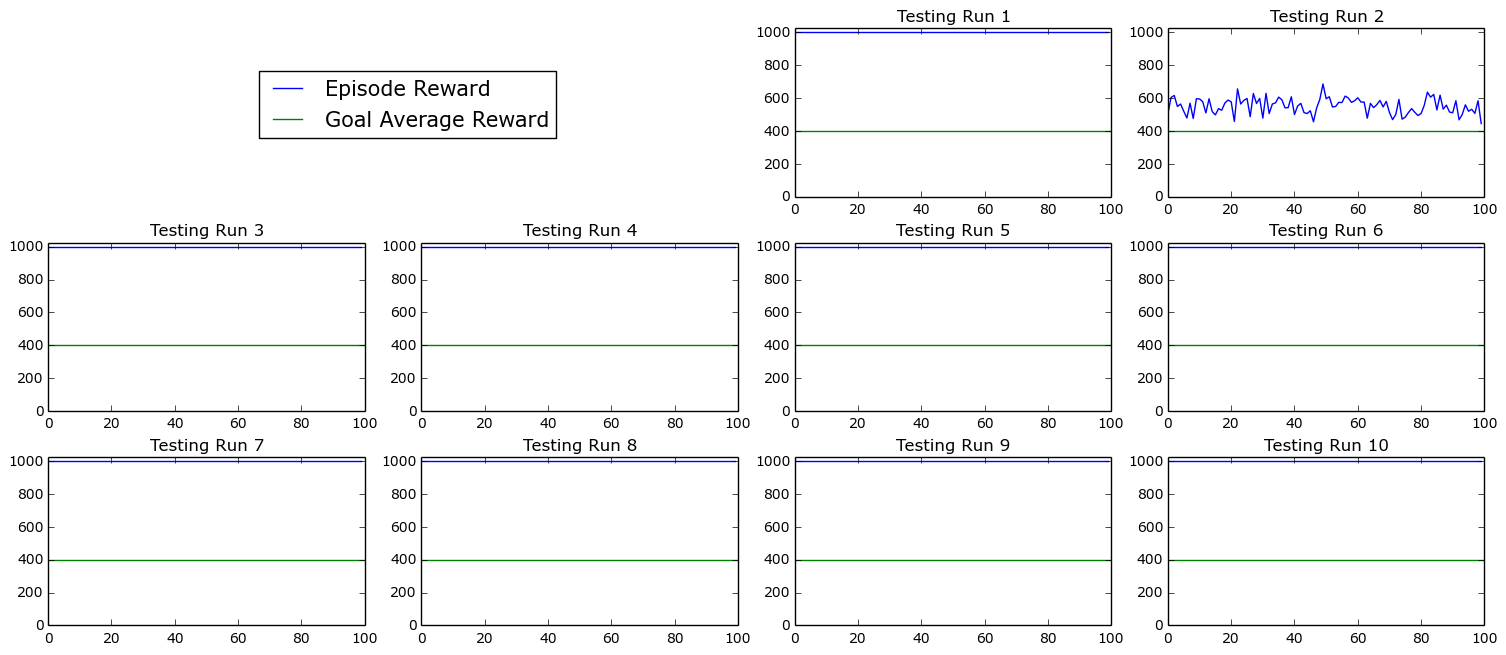 Testing Run 1
Testing Run 2
Episode Reward
Goal Average Reward
1000
800
600
400
200
0
0 20 40 60 80 100
1000
800
600
400
200
0
0 20 40 60 80 100
Testing Run 3
Testing Run 4
Testing Run 5
Testing Run 6
1000
800
600
400
200
0
0 20 40 60 80 100
1000
800
600
400
200
0
0 20 40 60 80 100
1000
800
600
400
200
0
0 20 40 60 80 100
1000
800
600
400
200
0
0 20 40 60 80 100
Testing Run 7
Testing Run 8
Testing Run 9
Testing Run 10
1000
800
600
400
200
0
0 20 40 60 80 100
1000
800
600
400
200
0
0 20 40 60 80 100
1000
800
600
400
200
0
0 20 40 60 80 100
1000
800
600
400
200
0
0 20 40 60 80 100